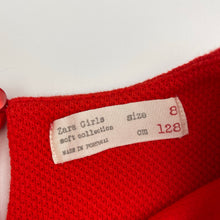 Zara Girls size 8
soft collection
MADE IN PORTUGAL cm 128